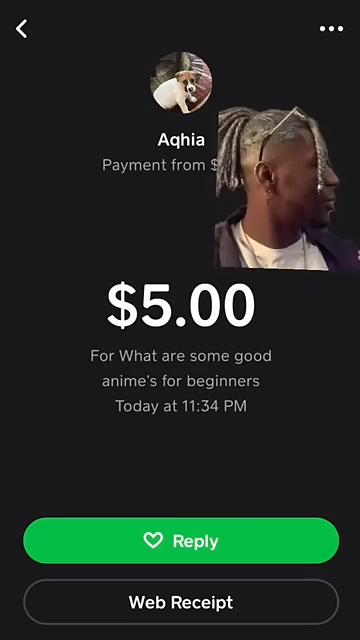 Aqhia
Payment from $
$5.00
For What are some good
anime's for beginners
Today at 11:34 PM
Reply
Web Receipt